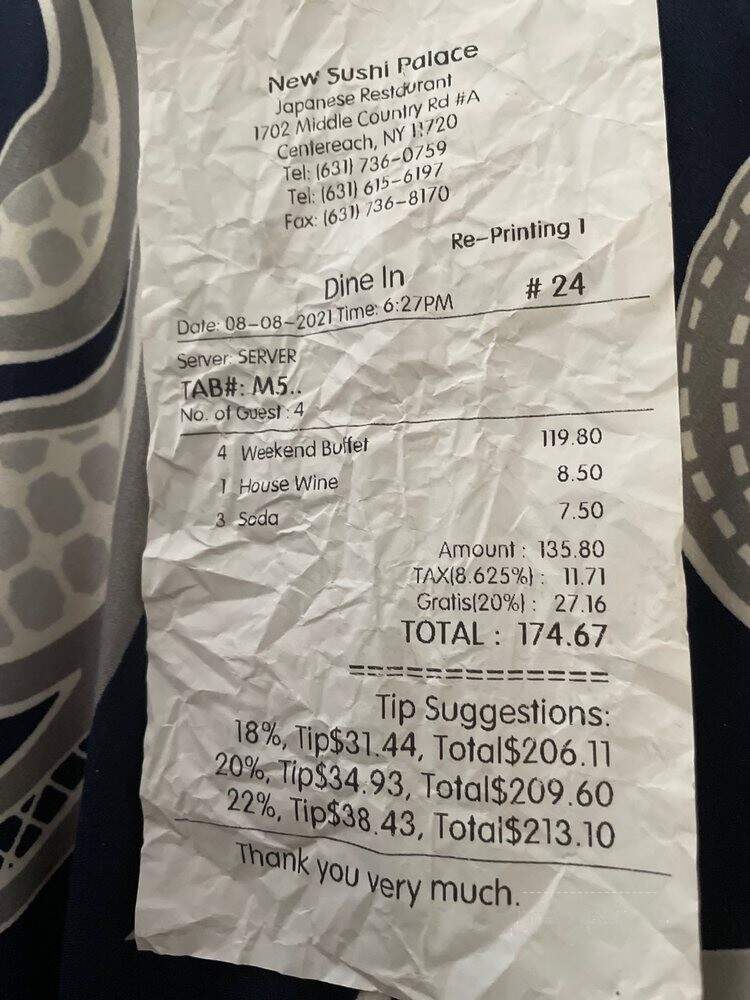 New Sushi Palace
Japanese Restaurant
1702 Middle Country Rd #A
Centereach, NY 11720
Tel: (631) 736-0759
Tel: (631) 615-6197
Fax: (631) 736-8170
Re-Printing 1
Dine In # 24
Date: 08-08-2021 Time: 6:27PM
Server: SERVER
TAB#: M5..
No. of Guest : 4
4 Weekend Buffet 119.80
1 House Wine 8.50
3 Soda 7.50
Amount : 135.80
TAX(8.625%) : 11.71
Gratis(20%) : 27.16
TOTAL : 174.67
=============
Tip Suggestions:
18%, Tip$31.44, Total$206.11
20%, Tip$34.93, Total$209.60
22%, Tip$38.43, Total$213.10
Thank you very much.